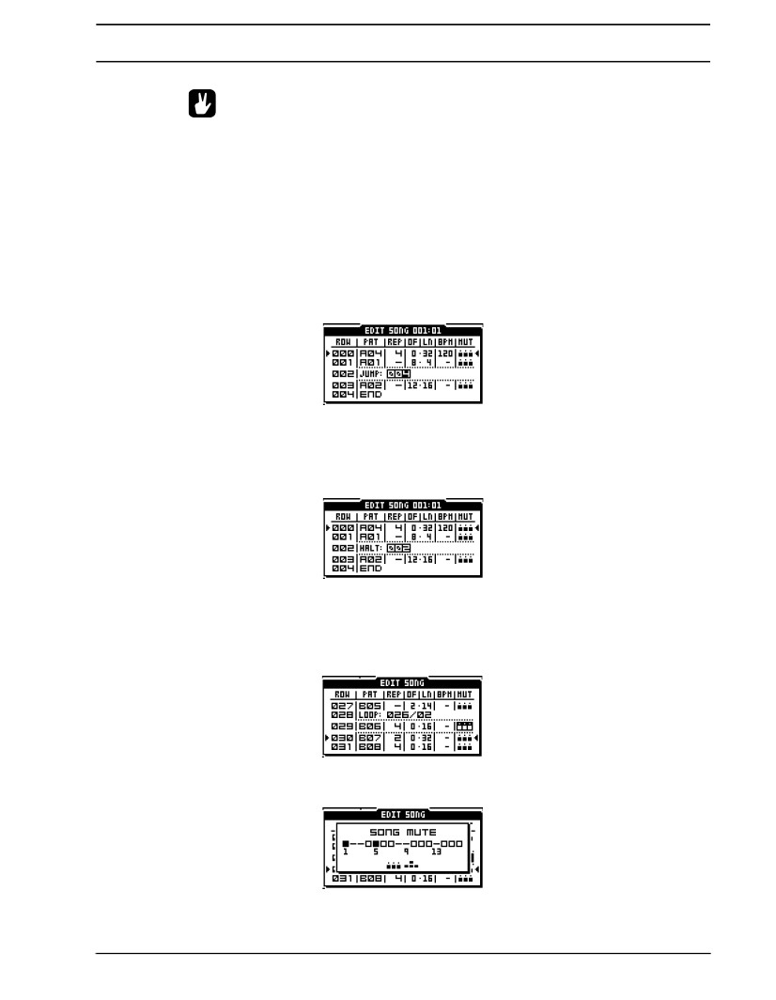 EDIT SONG 001:01
ROW PAT REP OF LN BPM MUT
000 A04 4 0·32 120
001 A01 — 8·4 -
002 JUMP: 004
003 A02 — 12·16 -
004 END
EDIT SONG 001:01
ROW PAT REP OF LN BPM MUT
000 A04 4 0·32 120
001 A01 — 8·4 -
002 HALT: 002
003 A02 — 12·16 -
004 END
EDIT SONG
ROW PAT REP OF LN BPM MUT
027 B05 — 2·14 -
028 LOOP: 026/02
029 B06 4 0·16 -
030 B07 2 0·32 -
031 B08 4 0·16 -
EDIT SONG
SONG MUTE
1 5 9 13
031 B08 4 0·16 -